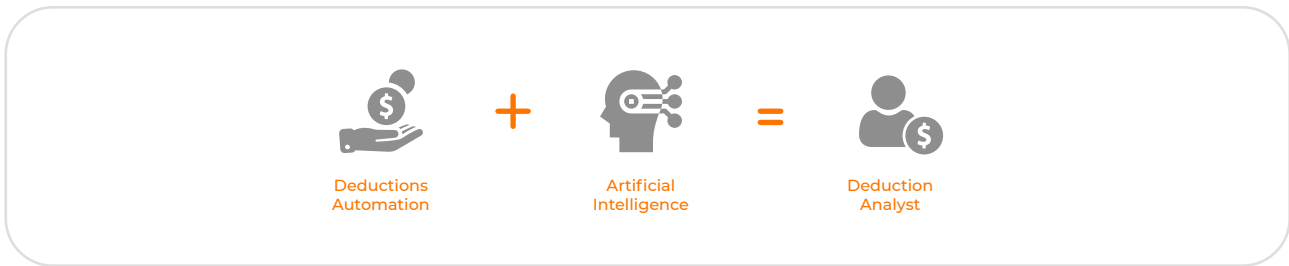 $
+
=
$
Deductions
Automation
Artificial
Intelligence
Deduction
Analyst